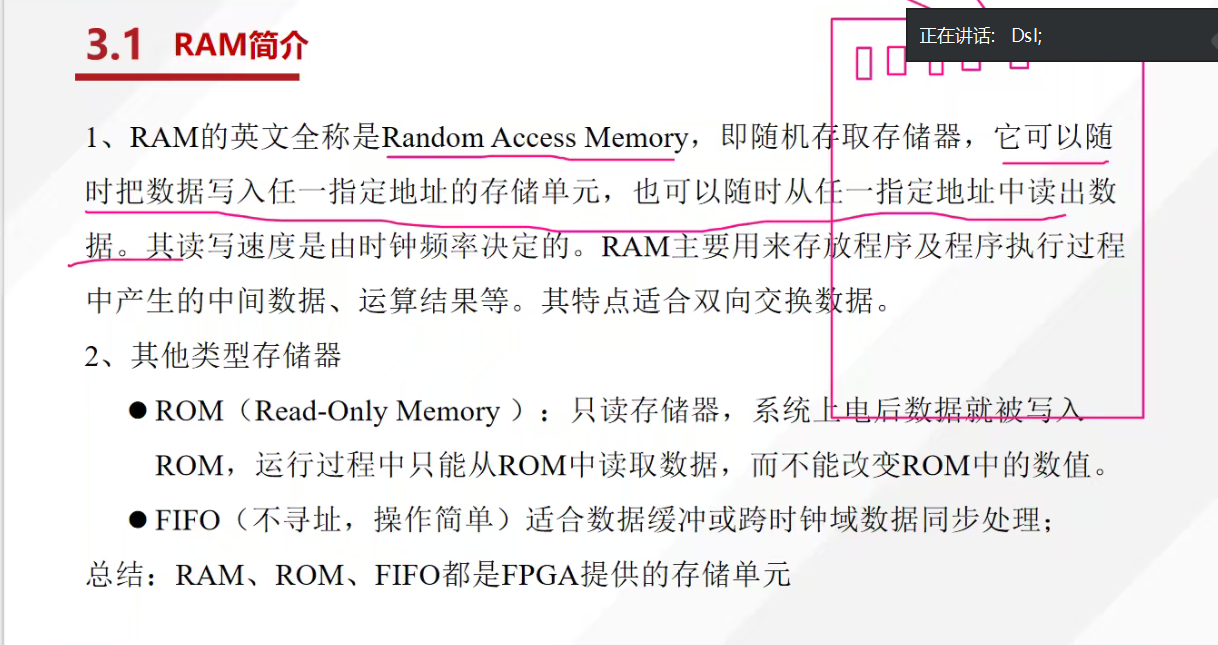 3.1 RAM简介
正在讲话: Dsl;
1、RAM的英文全称是Random Access Memory，即随机存取存储器，它可以随
时把数据写入任一指定地址的存储单元，也可以随时从任一指定地址中读出数
据。其读写速度是由时钟频率决定的。RAM主要用来存放程序及程序执行过程
中产生的中间数据、运算结果等。其特点适合双向交换数据。
2、其他类型存储器
●ROM（Read-Only Memory ）：只读存储器，系统上电后数据就被写入
ROM，运行过程中只能从ROM中读取数据，而不能改变ROM中的数值。
●FIFO（不寻址，操作简单）适合数据缓冲或跨时钟域数据同步处理；
总结：RAM、ROM、FIFO都是FPGA提供的存储单元